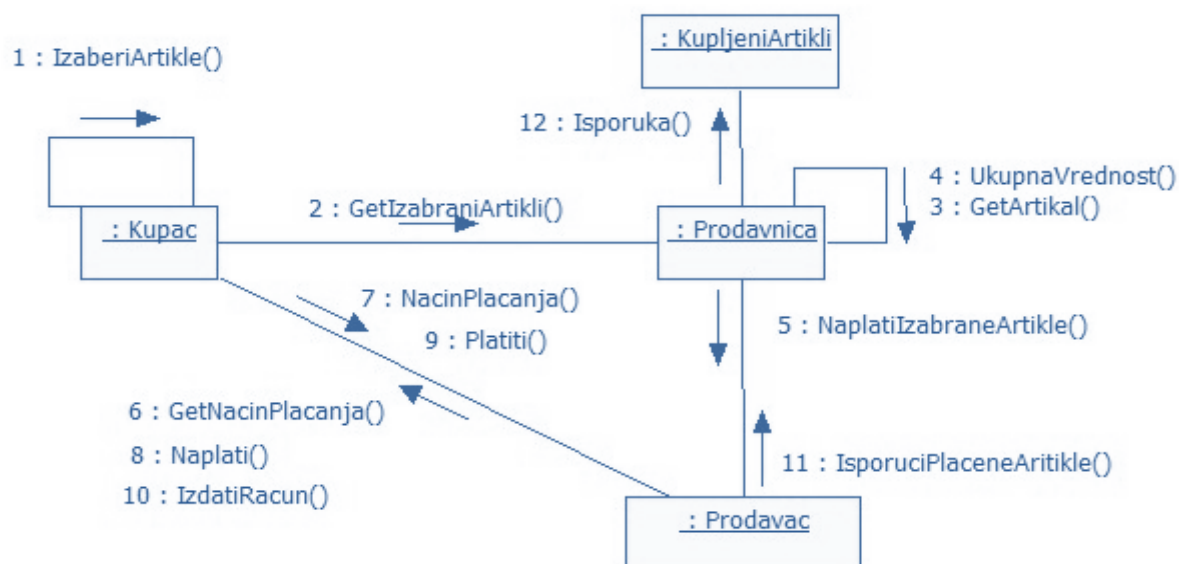 : KupljeniArtikli
1 : IzaberiArtikle()
12 : Isporuka()
4 : UkupnaVrednost()
3 : GetArtikal()
2 : GetIzabraniArtikli()
: Kupac
: Prodavnica
7 : NacinPlacanja()
9 : Platiti()
5 : NaplatiIzabraneArtikle()
6 : GetNacinPlacanja()
8 : Naplati()
10 : IzdatiRacun()
11 : IsporuciPlaceneAritikle()
: Prodavac